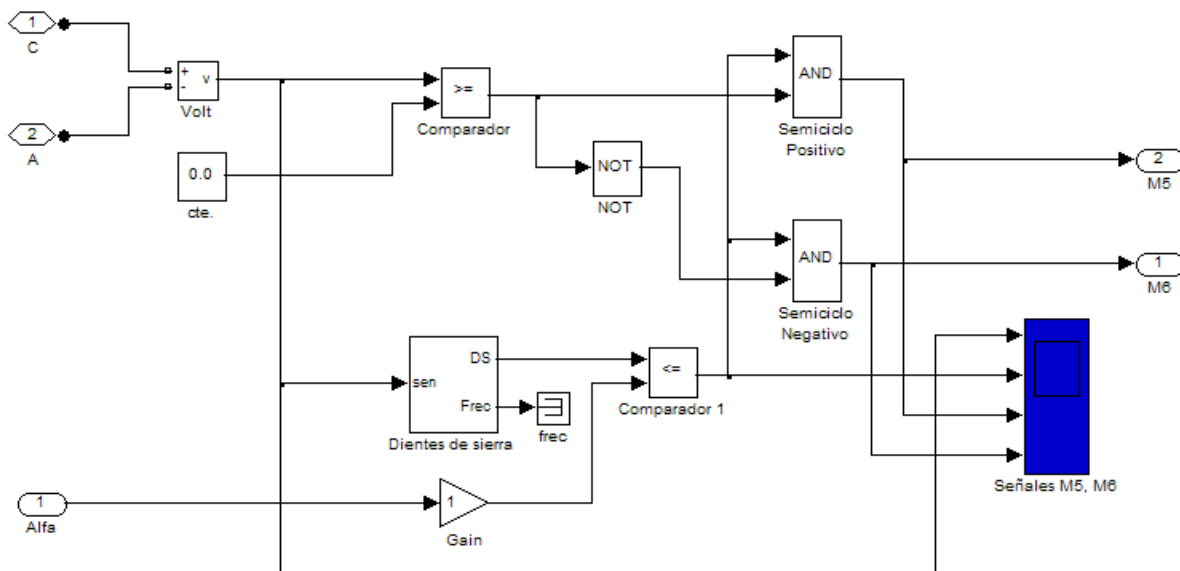 1
C
+
-
v
Volt
2
A
0.0
cte.
>=
Comparador
NOT
NOT
AND
Semiciclo
Positivo
2
M5
AND
Semiciclo
Negativo
1
M6
sen
DS
Frec
Dientes de sierra
frec
<=
Comparador 1
Señales M5, M6
1
Alfa
1
Gain